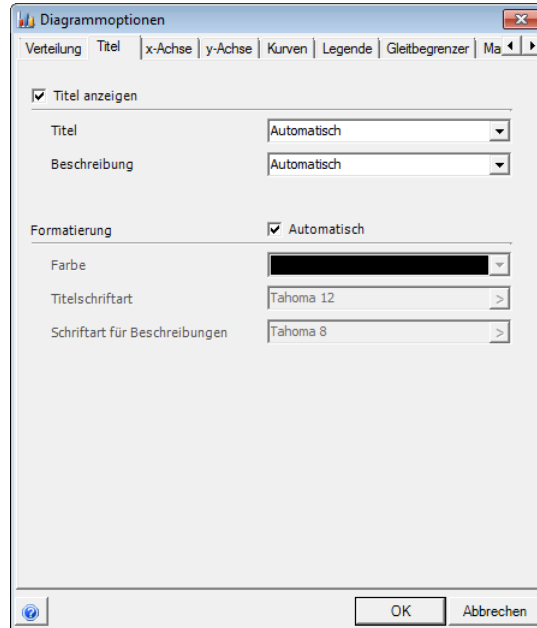 Diagrammoptionen
Verteilung Titel x-Achse y-Achse Kurven Legende Gleitbegrenzer Ma
Titel anzeigen
Titel Automatisch
Beschreibung Automatisch
Formatierung Automatisch
Farbe
Titelschriftart Tahoma 12 >
Schriftart für Beschreibungen Tahoma 8 >
? OK Abbrechen